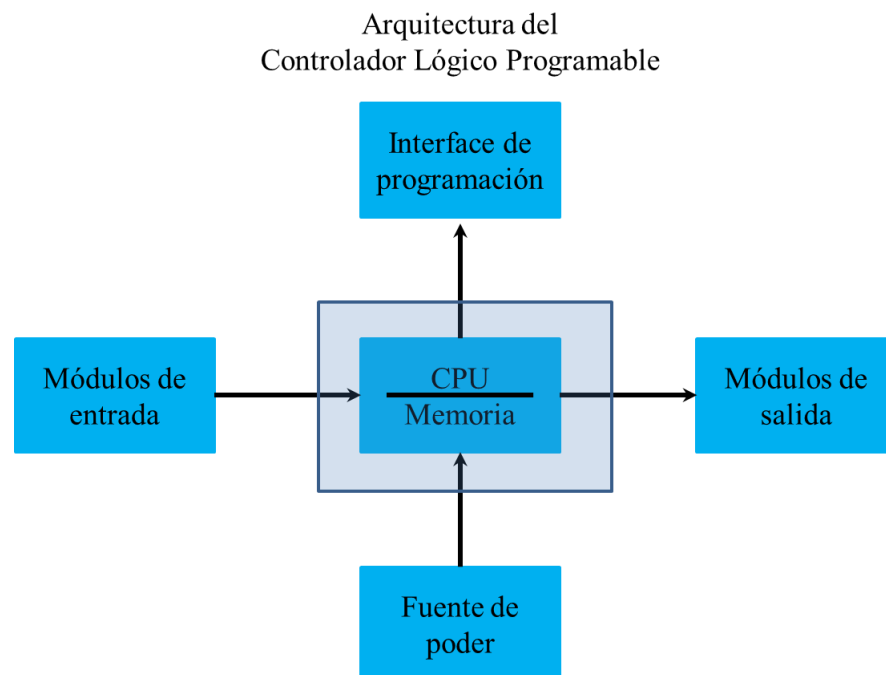 Arquitectura del
Controlador Lógico Programable
Interface de
programación
Módulos de
entrada
CPU
Memoria
Módulos de
salida
Fuente de
poder